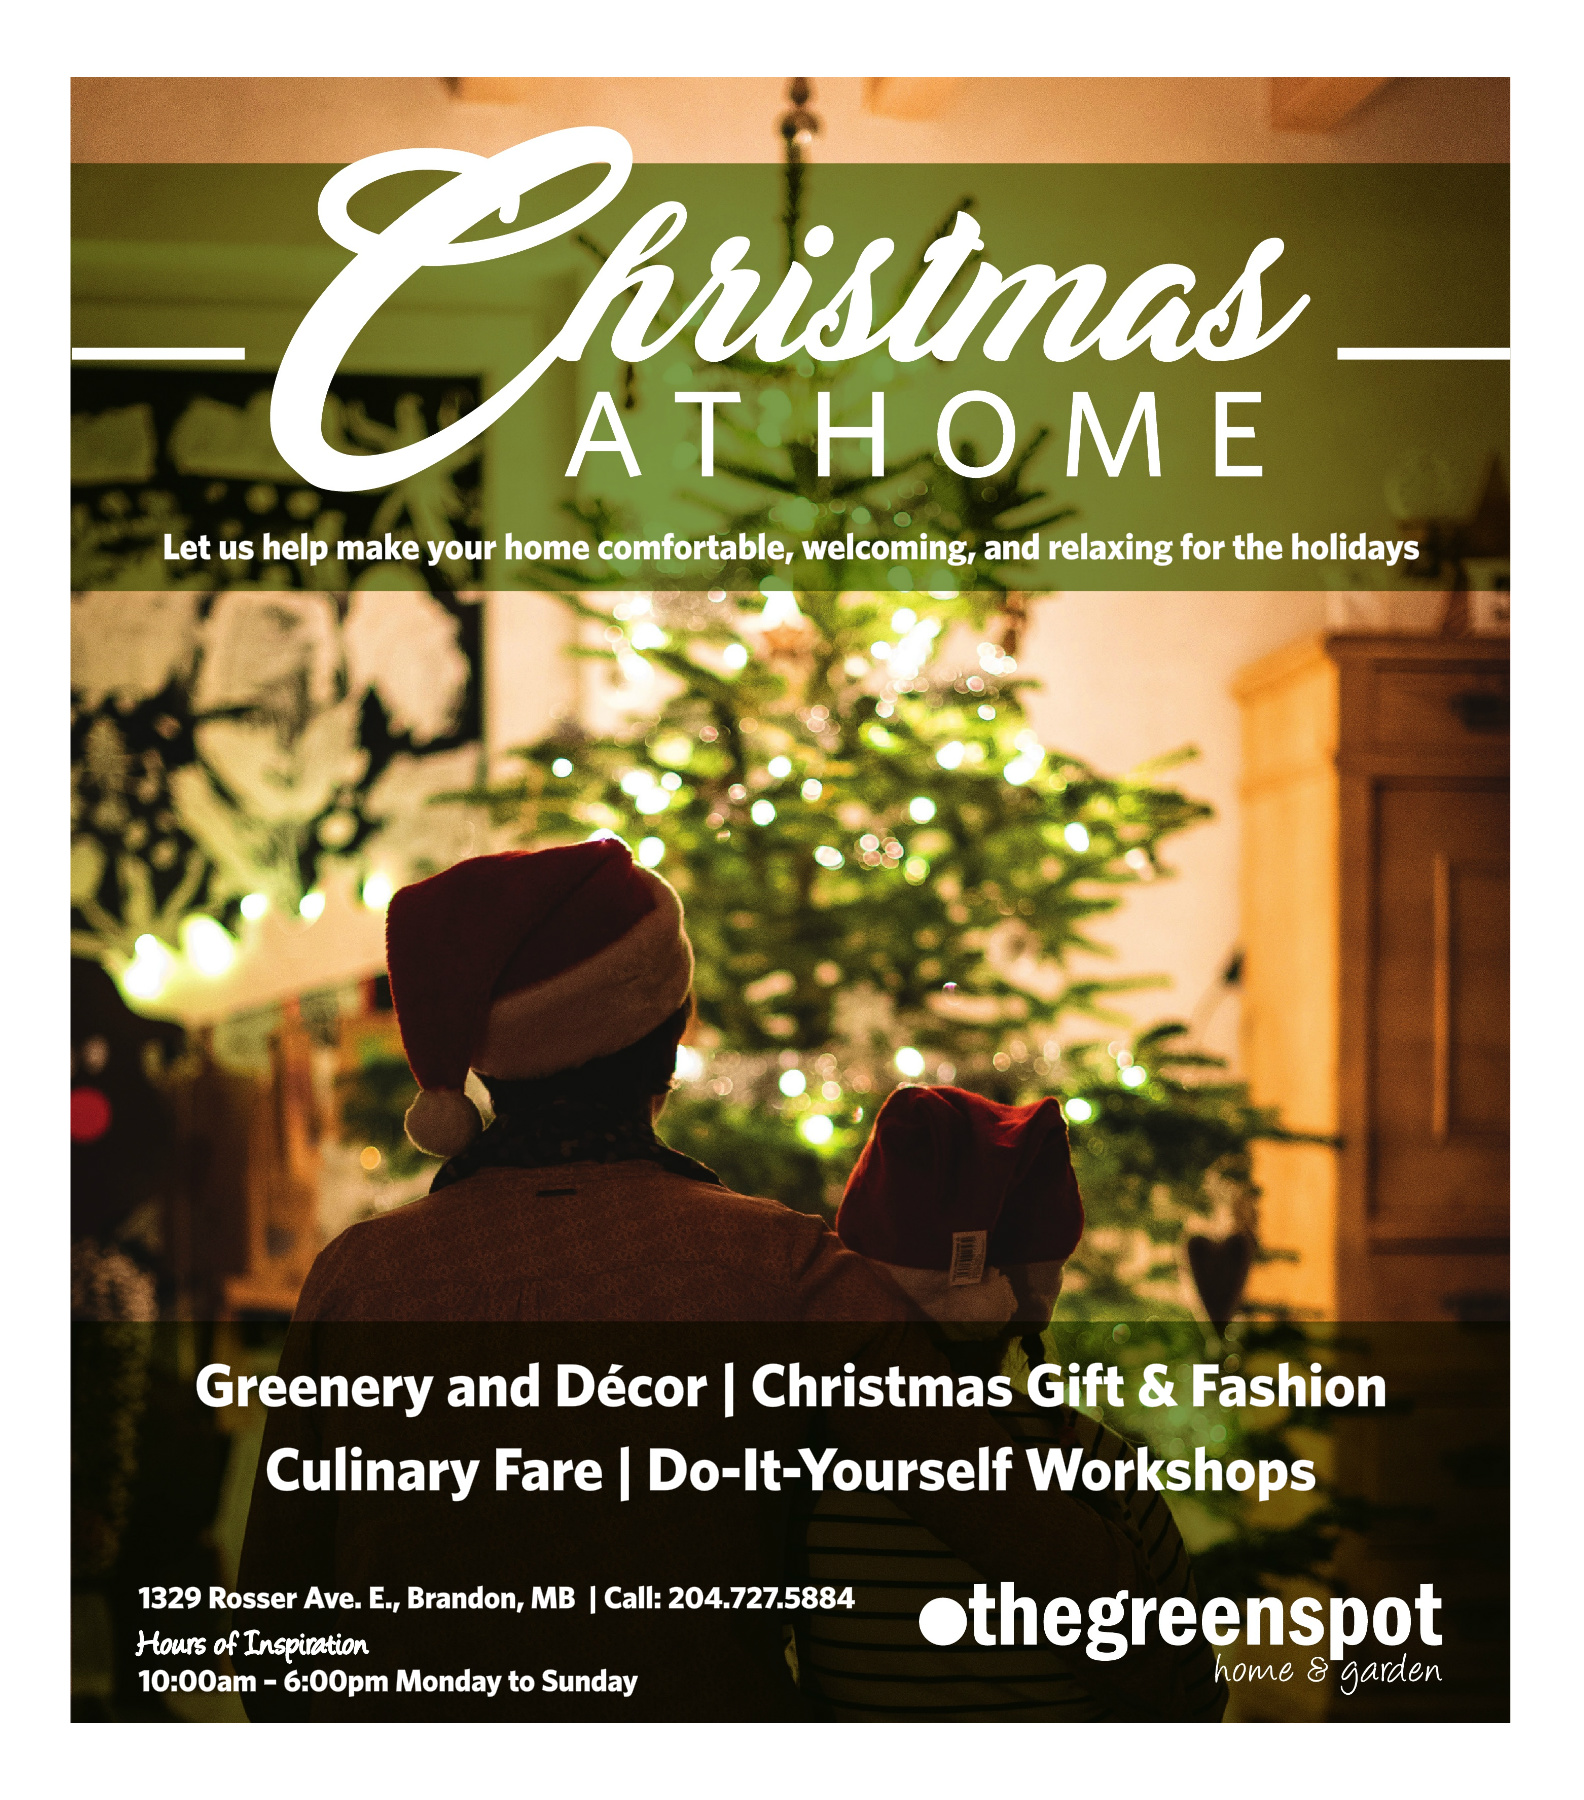 Christmas
AT HOME
Let us help make your home comfortable, welcoming, and relaxing for the holidays
Greenery and Décor | Christmas Gift & Fashion
Culinary Fare | Do-It-Yourself Workshops
1329 Rosser Ave. E., Brandon, MB | Call: 204.727.5884
Hours of Inspiration
10:00am – 6:00pm Monday to Sunday
thegreenspot
home & garden